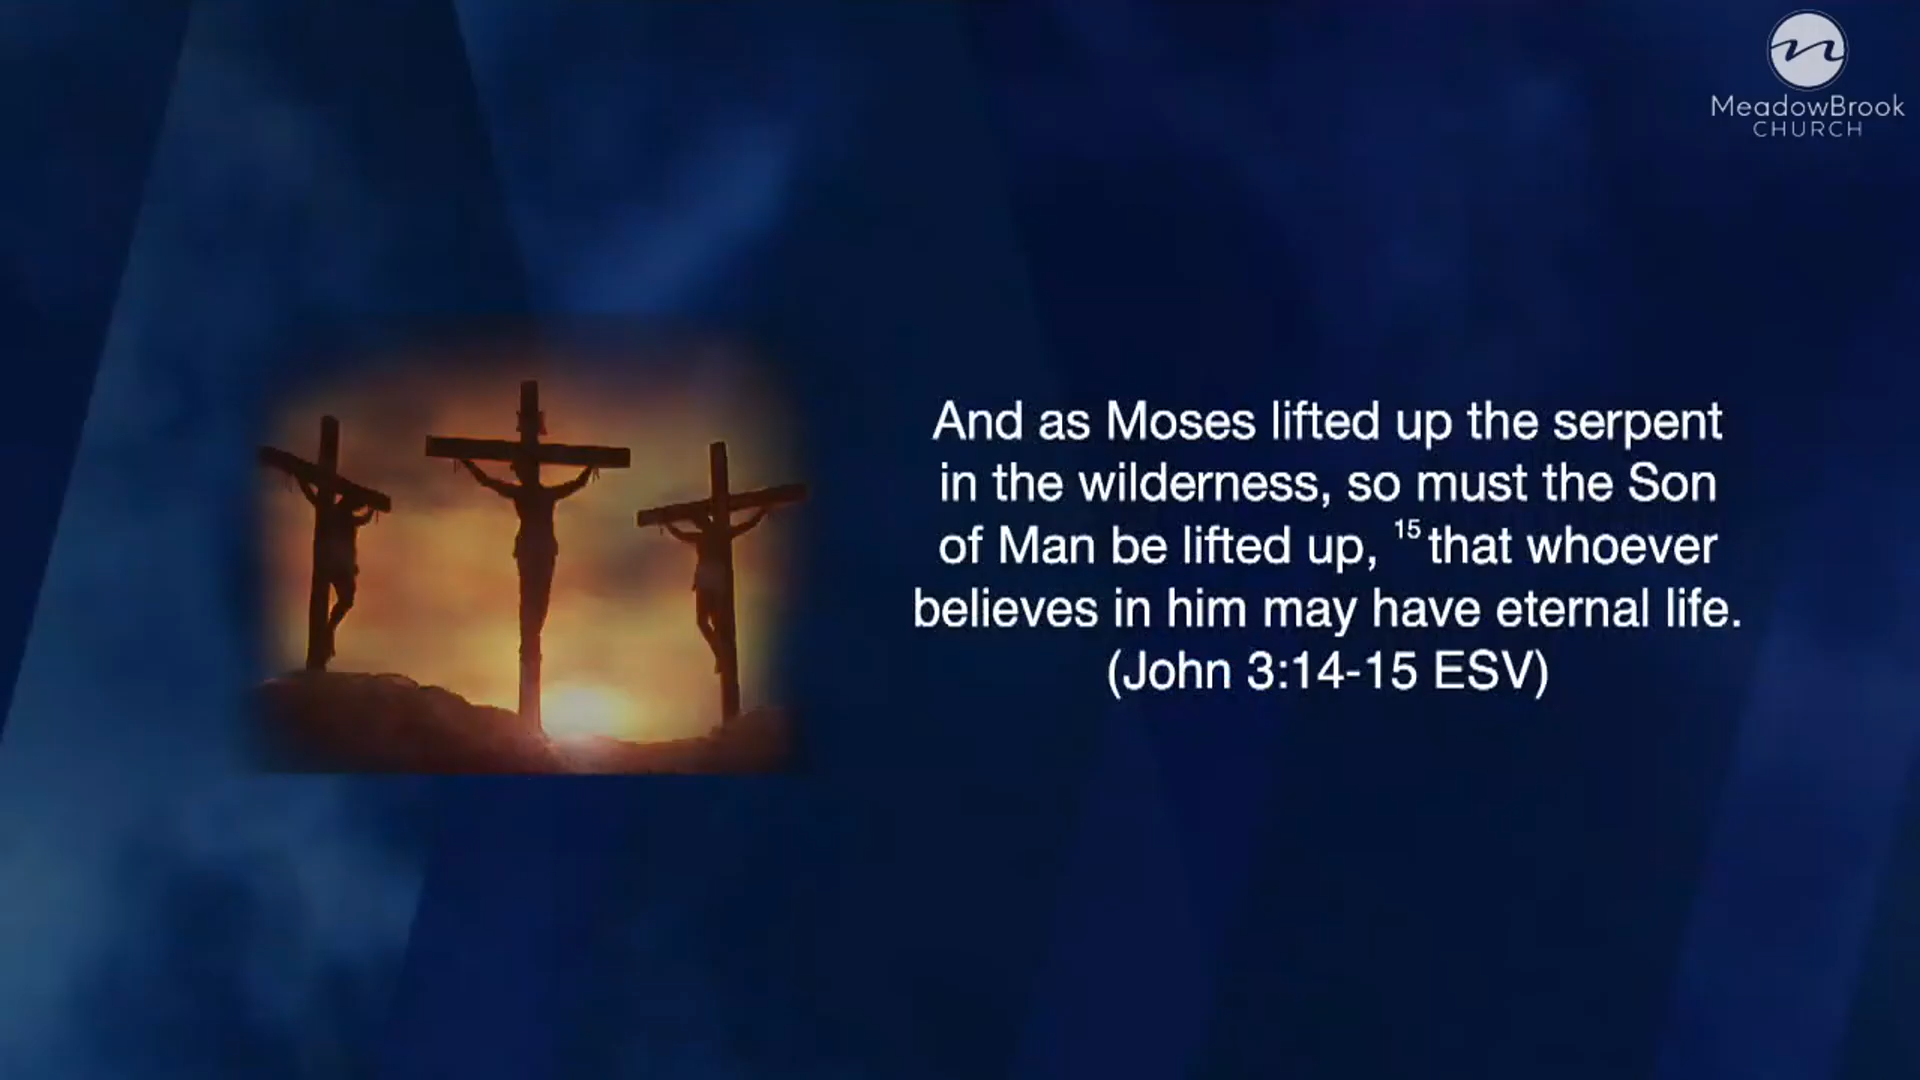 MeadowBrook
CHURCH
And as Moses lifted up the serpent
in the wilderness, so must the Son
of Man be lifted up, 15 that whoever
believes in him may have eternal life.
(John 3:14-15 ESV)